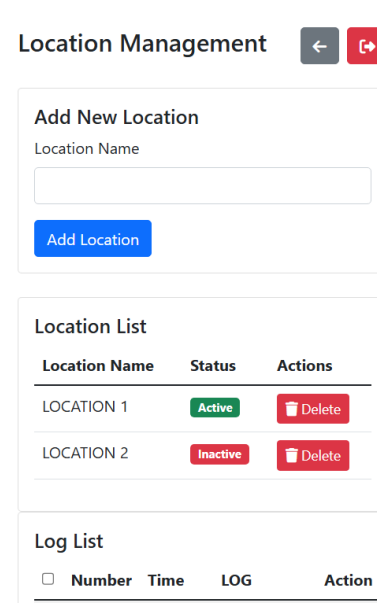 Location Management
Add New Location
Location Name
Add Location
Location List
Location Name Status Actions
LOCATION 1 Active Delete
LOCATION 2 Inactive Delete
Log List
Number Time LOG Action